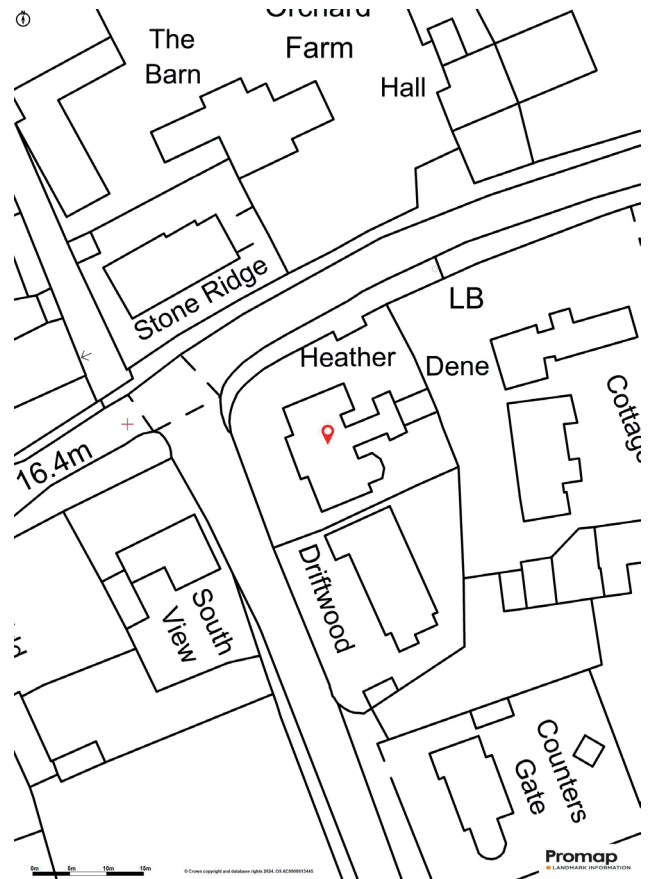 Orchard
The
Farm
Barn
Hall
Stone Ridge
LB
Heather
Dene
Cottage
16.4m
Driftwood
South
View
Counters
Gate
0m 5m 10m 15m
© Crown copyright and database rights 2024. OS AC0000813445
Promap
LANDMARK INFORMATION